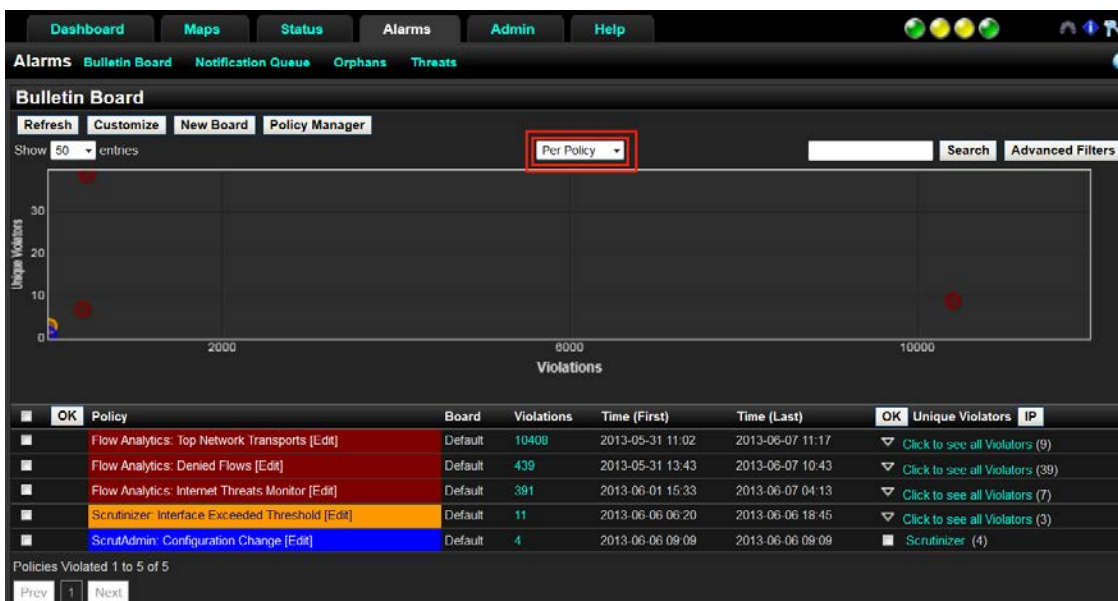 Dashboard Maps Status Alarms Admin Help
Alarms Bulletin Board Notification Queue Orphans Threats
Bulletin Board
Refresh Customize New Board Policy Manager
Show 50 entries Per Policy Search Advanced Filters
Unique Violators
30
20
10
0
2000 6000 10000
Violations
OK Policy Board Violations Time (First) Time (Last) OK Unique Violators IP
Flow Analytics: Top Network Transports [Edit] Default 10408 2013-05-31 11:02 2013-06-07 11:17 Click to see all Violators (9)
Flow Analytics: Denied Flows [Edit] Default 439 2013-05-31 13:43 2013-06-07 10:43 Click to see all Violators (39)
Flow Analytics: Internet Threats Monitor [Edit] Default 391 2013-06-01 15:33 2013-06-07 04:13 Click to see all Violators (7)
Scrutinizer: Interface Exceeded Threshold [Edit] Default 11 2013-06-06 06:20 2013-06-06 18:45 Click to see all Violators (3)
ScrutAdmin: Configuration Change [Edit] Default 4 2013-06-06 09:09 2013-06-06 09:09 Scrutinizer (4)
Policies Violated 1 to 5 of 5
Prev 1 Next